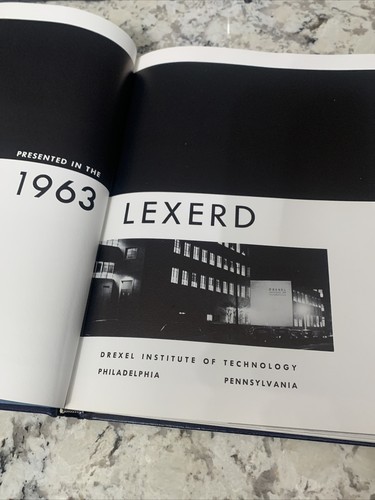 PRESENTED IN THE
1963
LEXERD
DREXEL INSTITUTE OF TECHNOLOGY
PHILADELPHIA PENNSYLVANIA